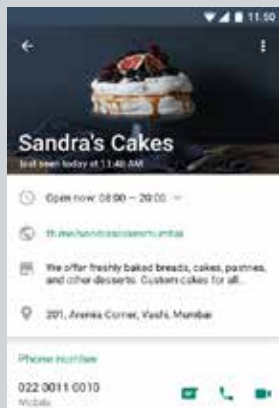 11:50
Sandra's Cakes
last seen today at 11:48 AM
Open now 08:00 – 20:00
We offer freshly baked breads, cakes, pastries,
and other desserts. Custom cakes for all...
201, Arenea Corner, Vashi, Mumbai
Phone number
022 0011 0010
Mobile